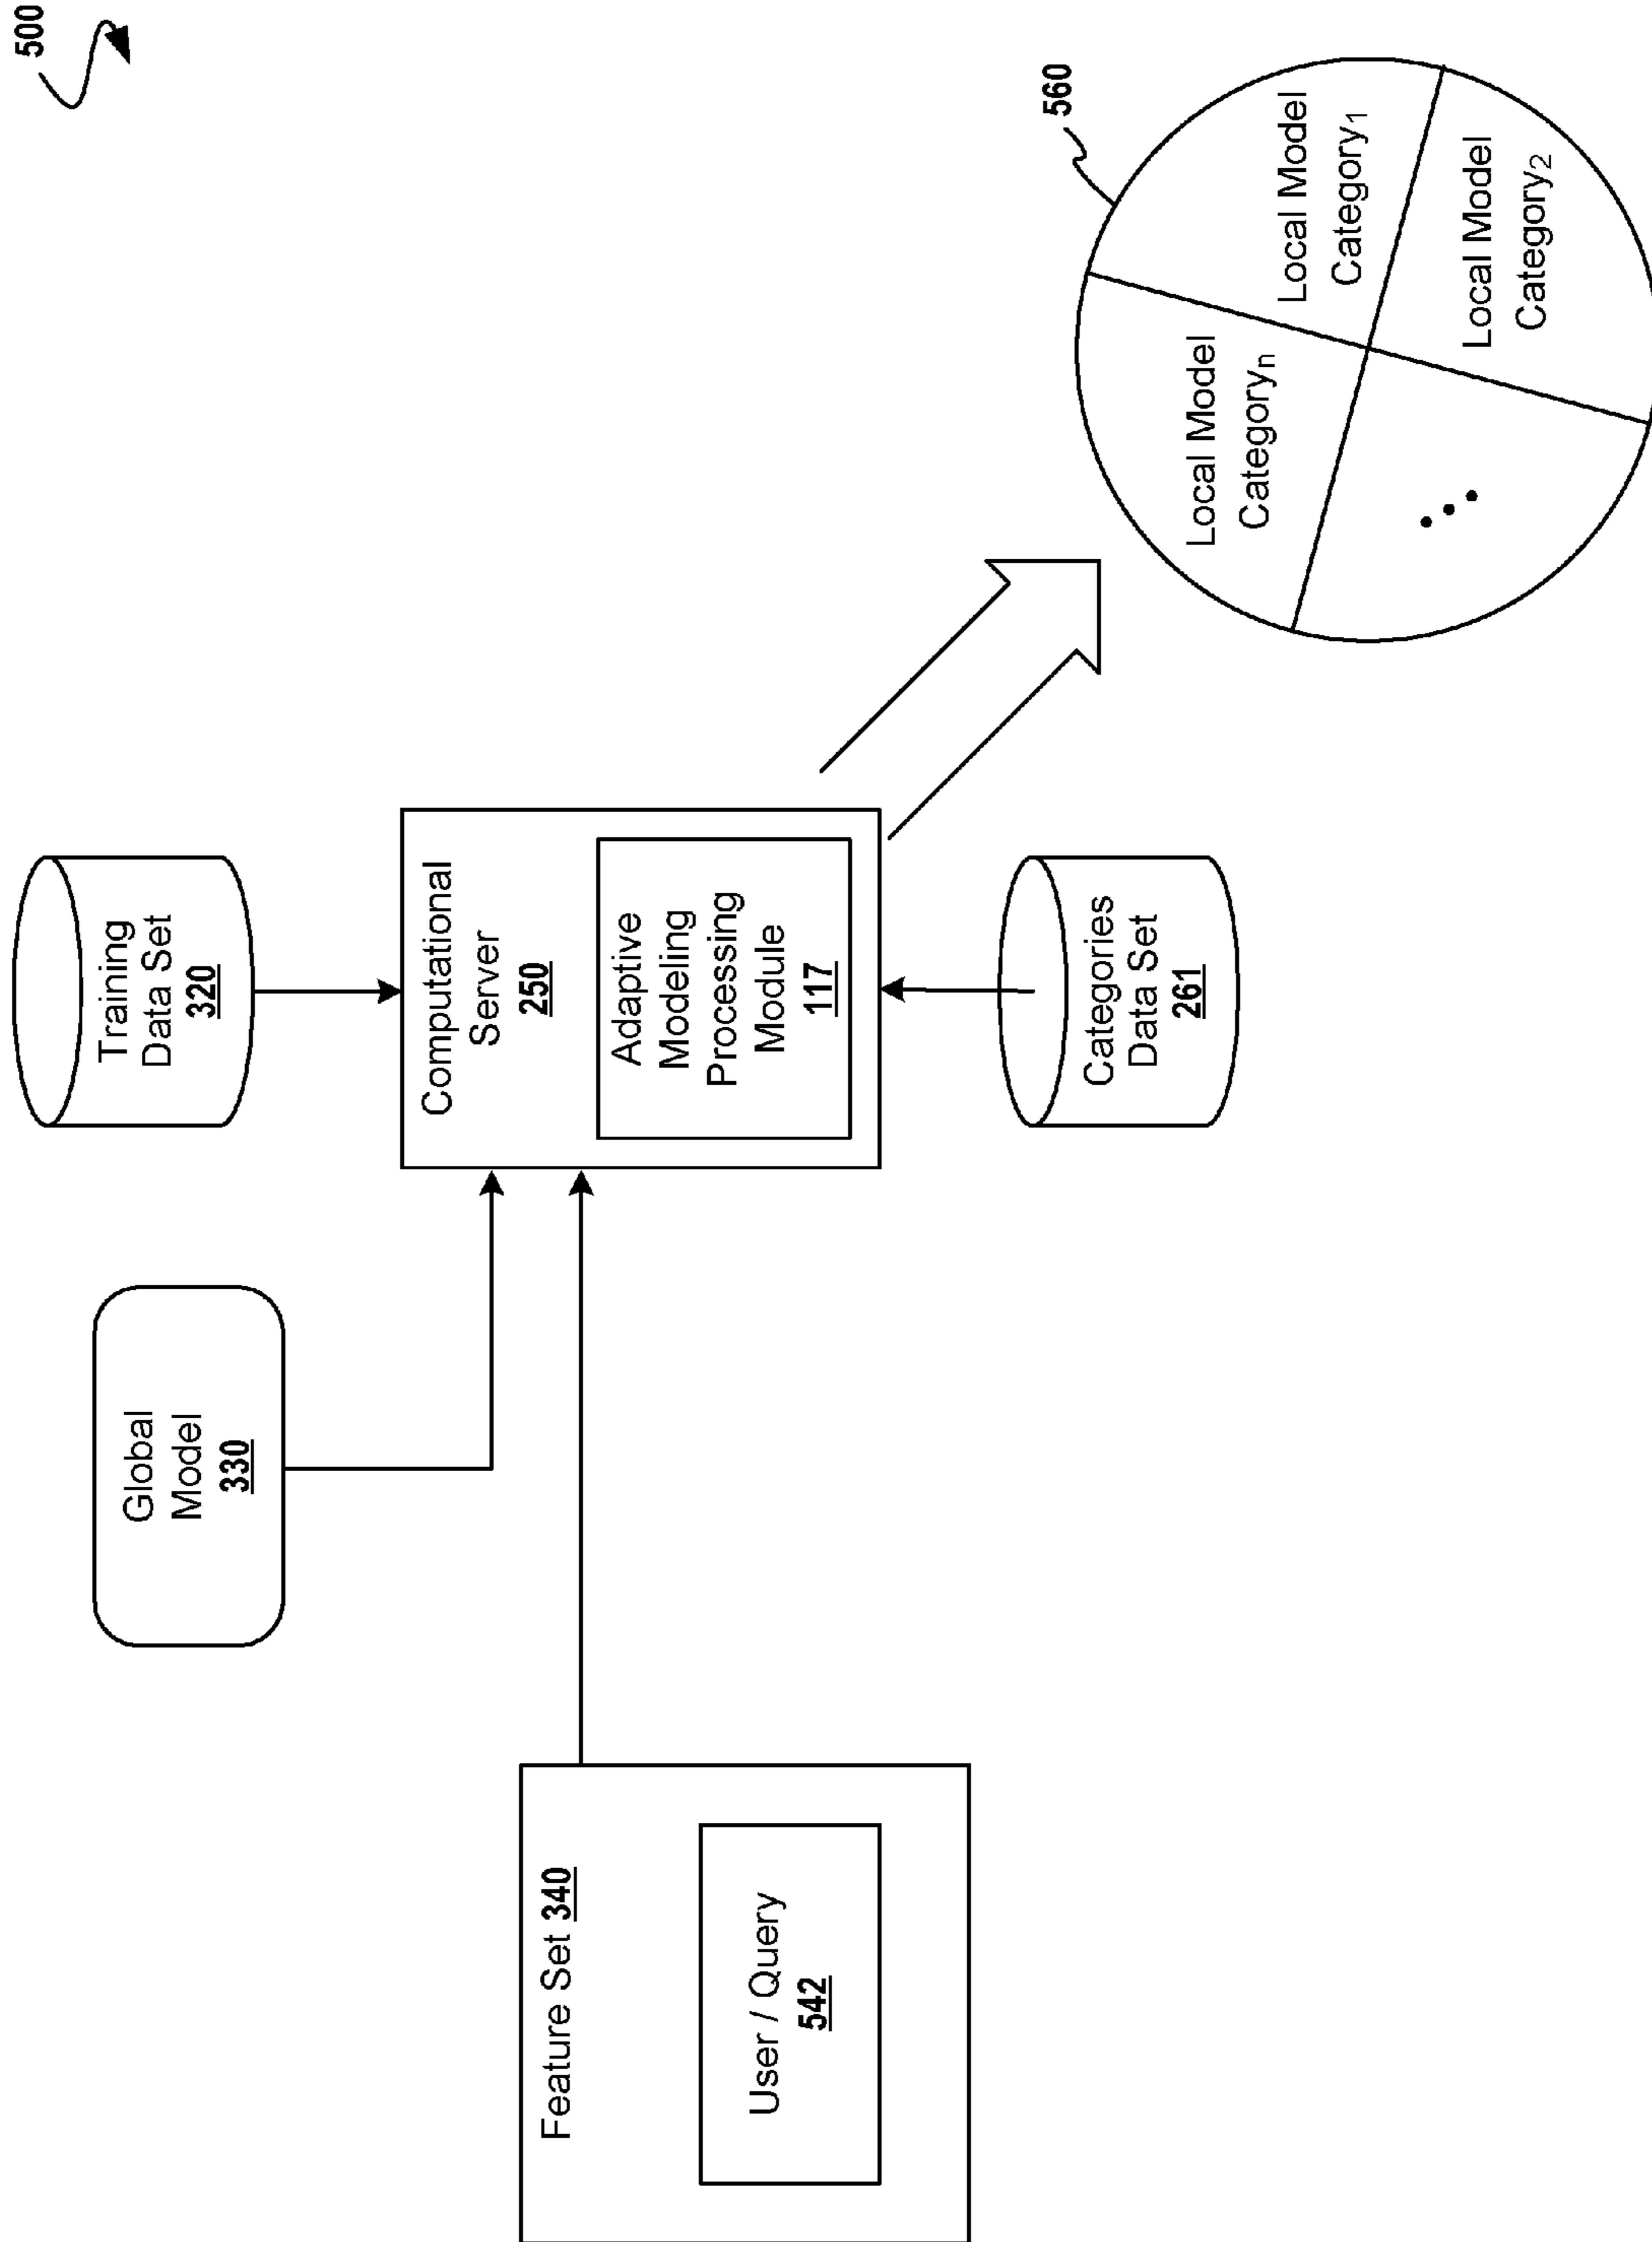 500
Training
Data Set
320
Global
Model
330
Computational
Server
250
Adaptive
Modeling
Processing
Module
117
Feature Set 340
User / Query
542
Categories
Data Set
261
560
Local Model
Categoryn
Local Model
Category1
Local Model
Category2